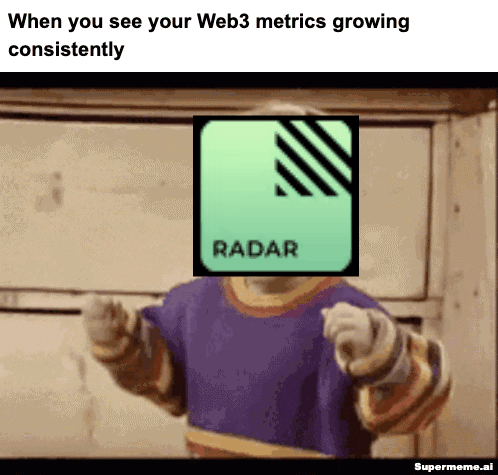 When you see your Web3 metrics growing
consistently
RADAR
Supermeme.ai